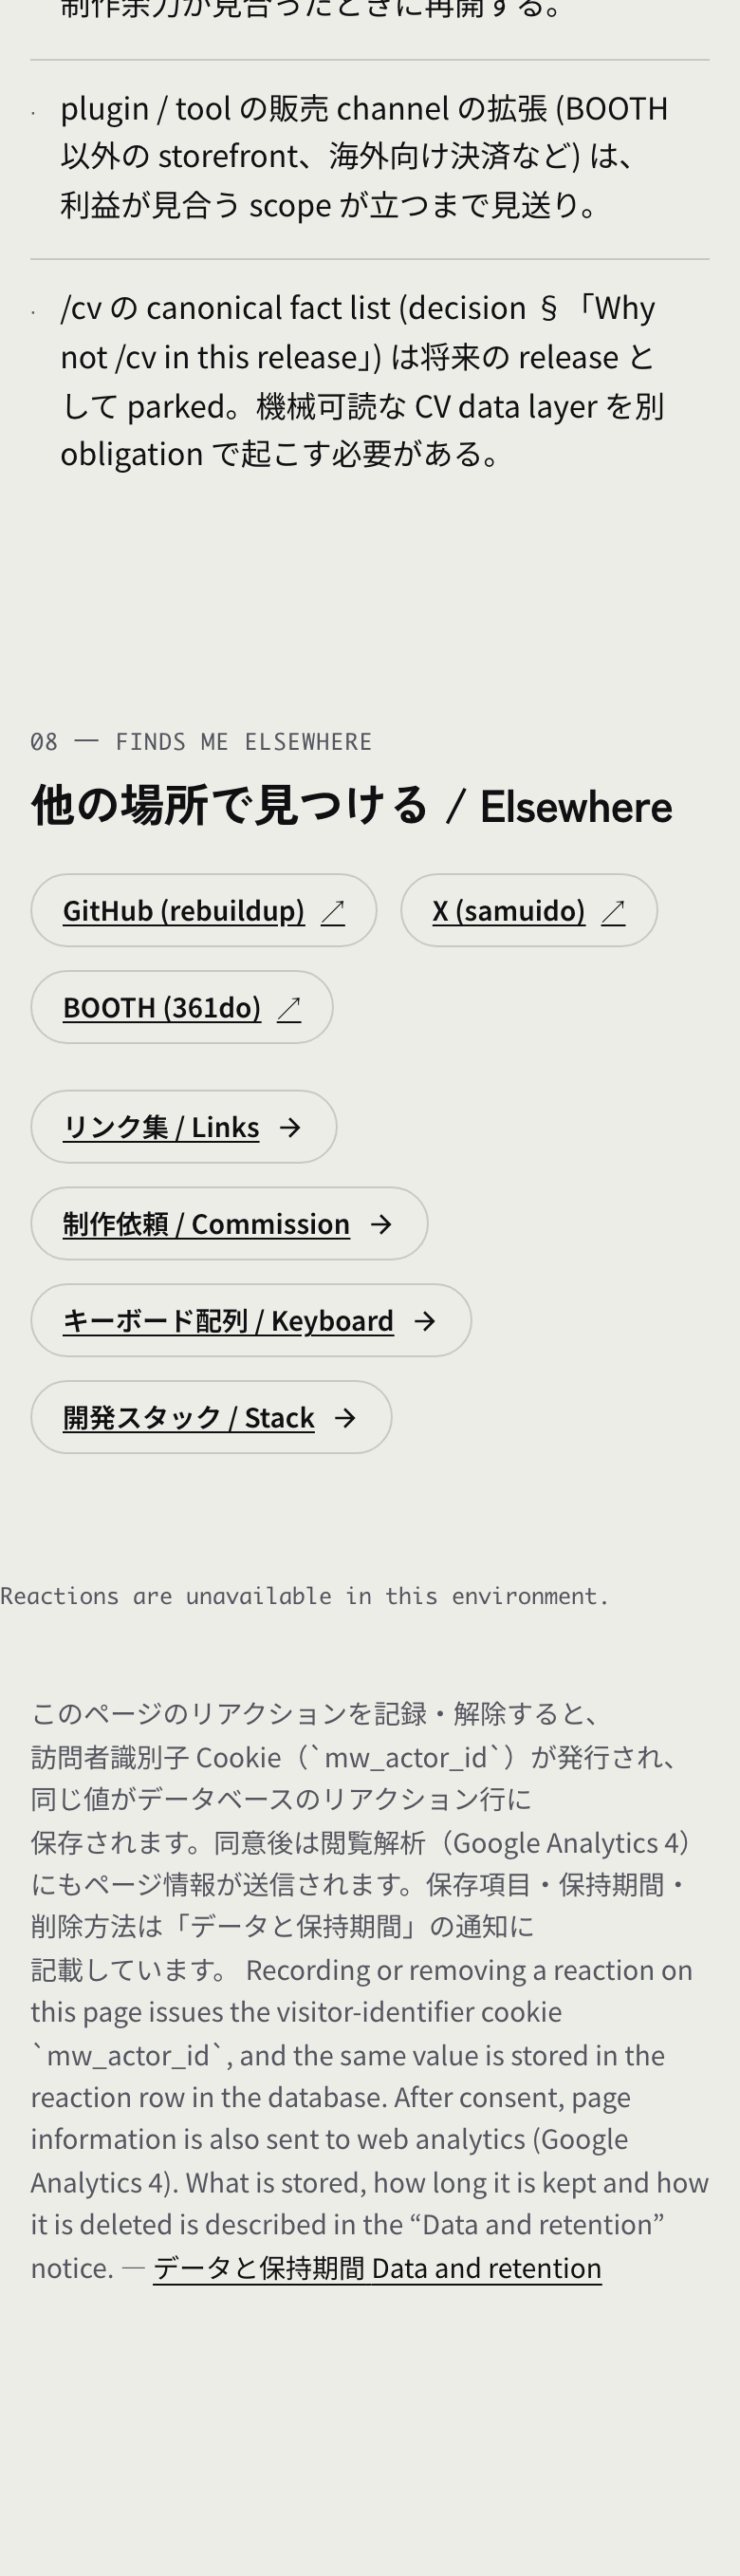 制作余力が見合ったときに再開する。
· plugin / tool の販売 channel の拡張 (BOOTH
以外の storefront、海外向け決済など) は、
利益が見合う scope が立つまで見送り。
· /cv の canonical fact list (decision §「Why
not /cv in this release」) は将来の release と
して parked。機械可読な CV data layer を別
obligation で起こす必要がある。
08 — FINDS ME ELSEWHERE
他の場所で見つける / Elsewhere
GitHub (rebuildup) ↗ X (samuido) ↗
BOOTH (361do) ↗
リンク集 / Links →
制作依頼 / Commission →
キーボード配列 / Keyboard →
開発スタック / Stack →
Reactions are unavailable in this environment.
このページのリアクションを記録・解除すると、
訪問者識別子 Cookie（`mw_actor_id`）が発行され、
同じ値がデータベースのリアクション行に
保存されます。同意後は閲覧解析（Google Analytics 4）
にもページ情報が送信されます。保存項目・保持期間・
削除方法は「データと保持期間」の通知に
記載しています。 Recording or removing a reaction on
this page issues the visitor-identifier cookie
`mw_actor_id`, and the same value is stored in the
reaction row in the database. After consent, page
information is also sent to web analytics (Google
Analytics 4). What is stored, how long it is kept and how
it is deleted is described in the “Data and retention”
notice. — データと保持期間 Data and retention